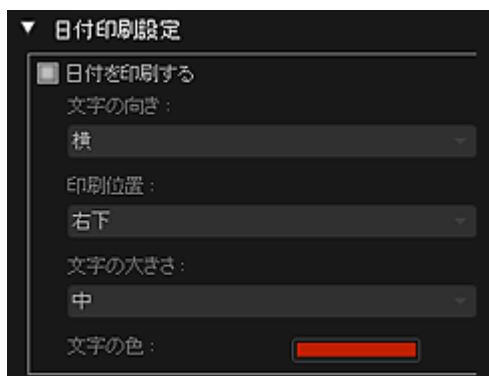 ▼ 日付印刷設定
日付を印刷する
文字の向き：
横
印刷位置：
右下
文字の大きさ：
中
文字の色：